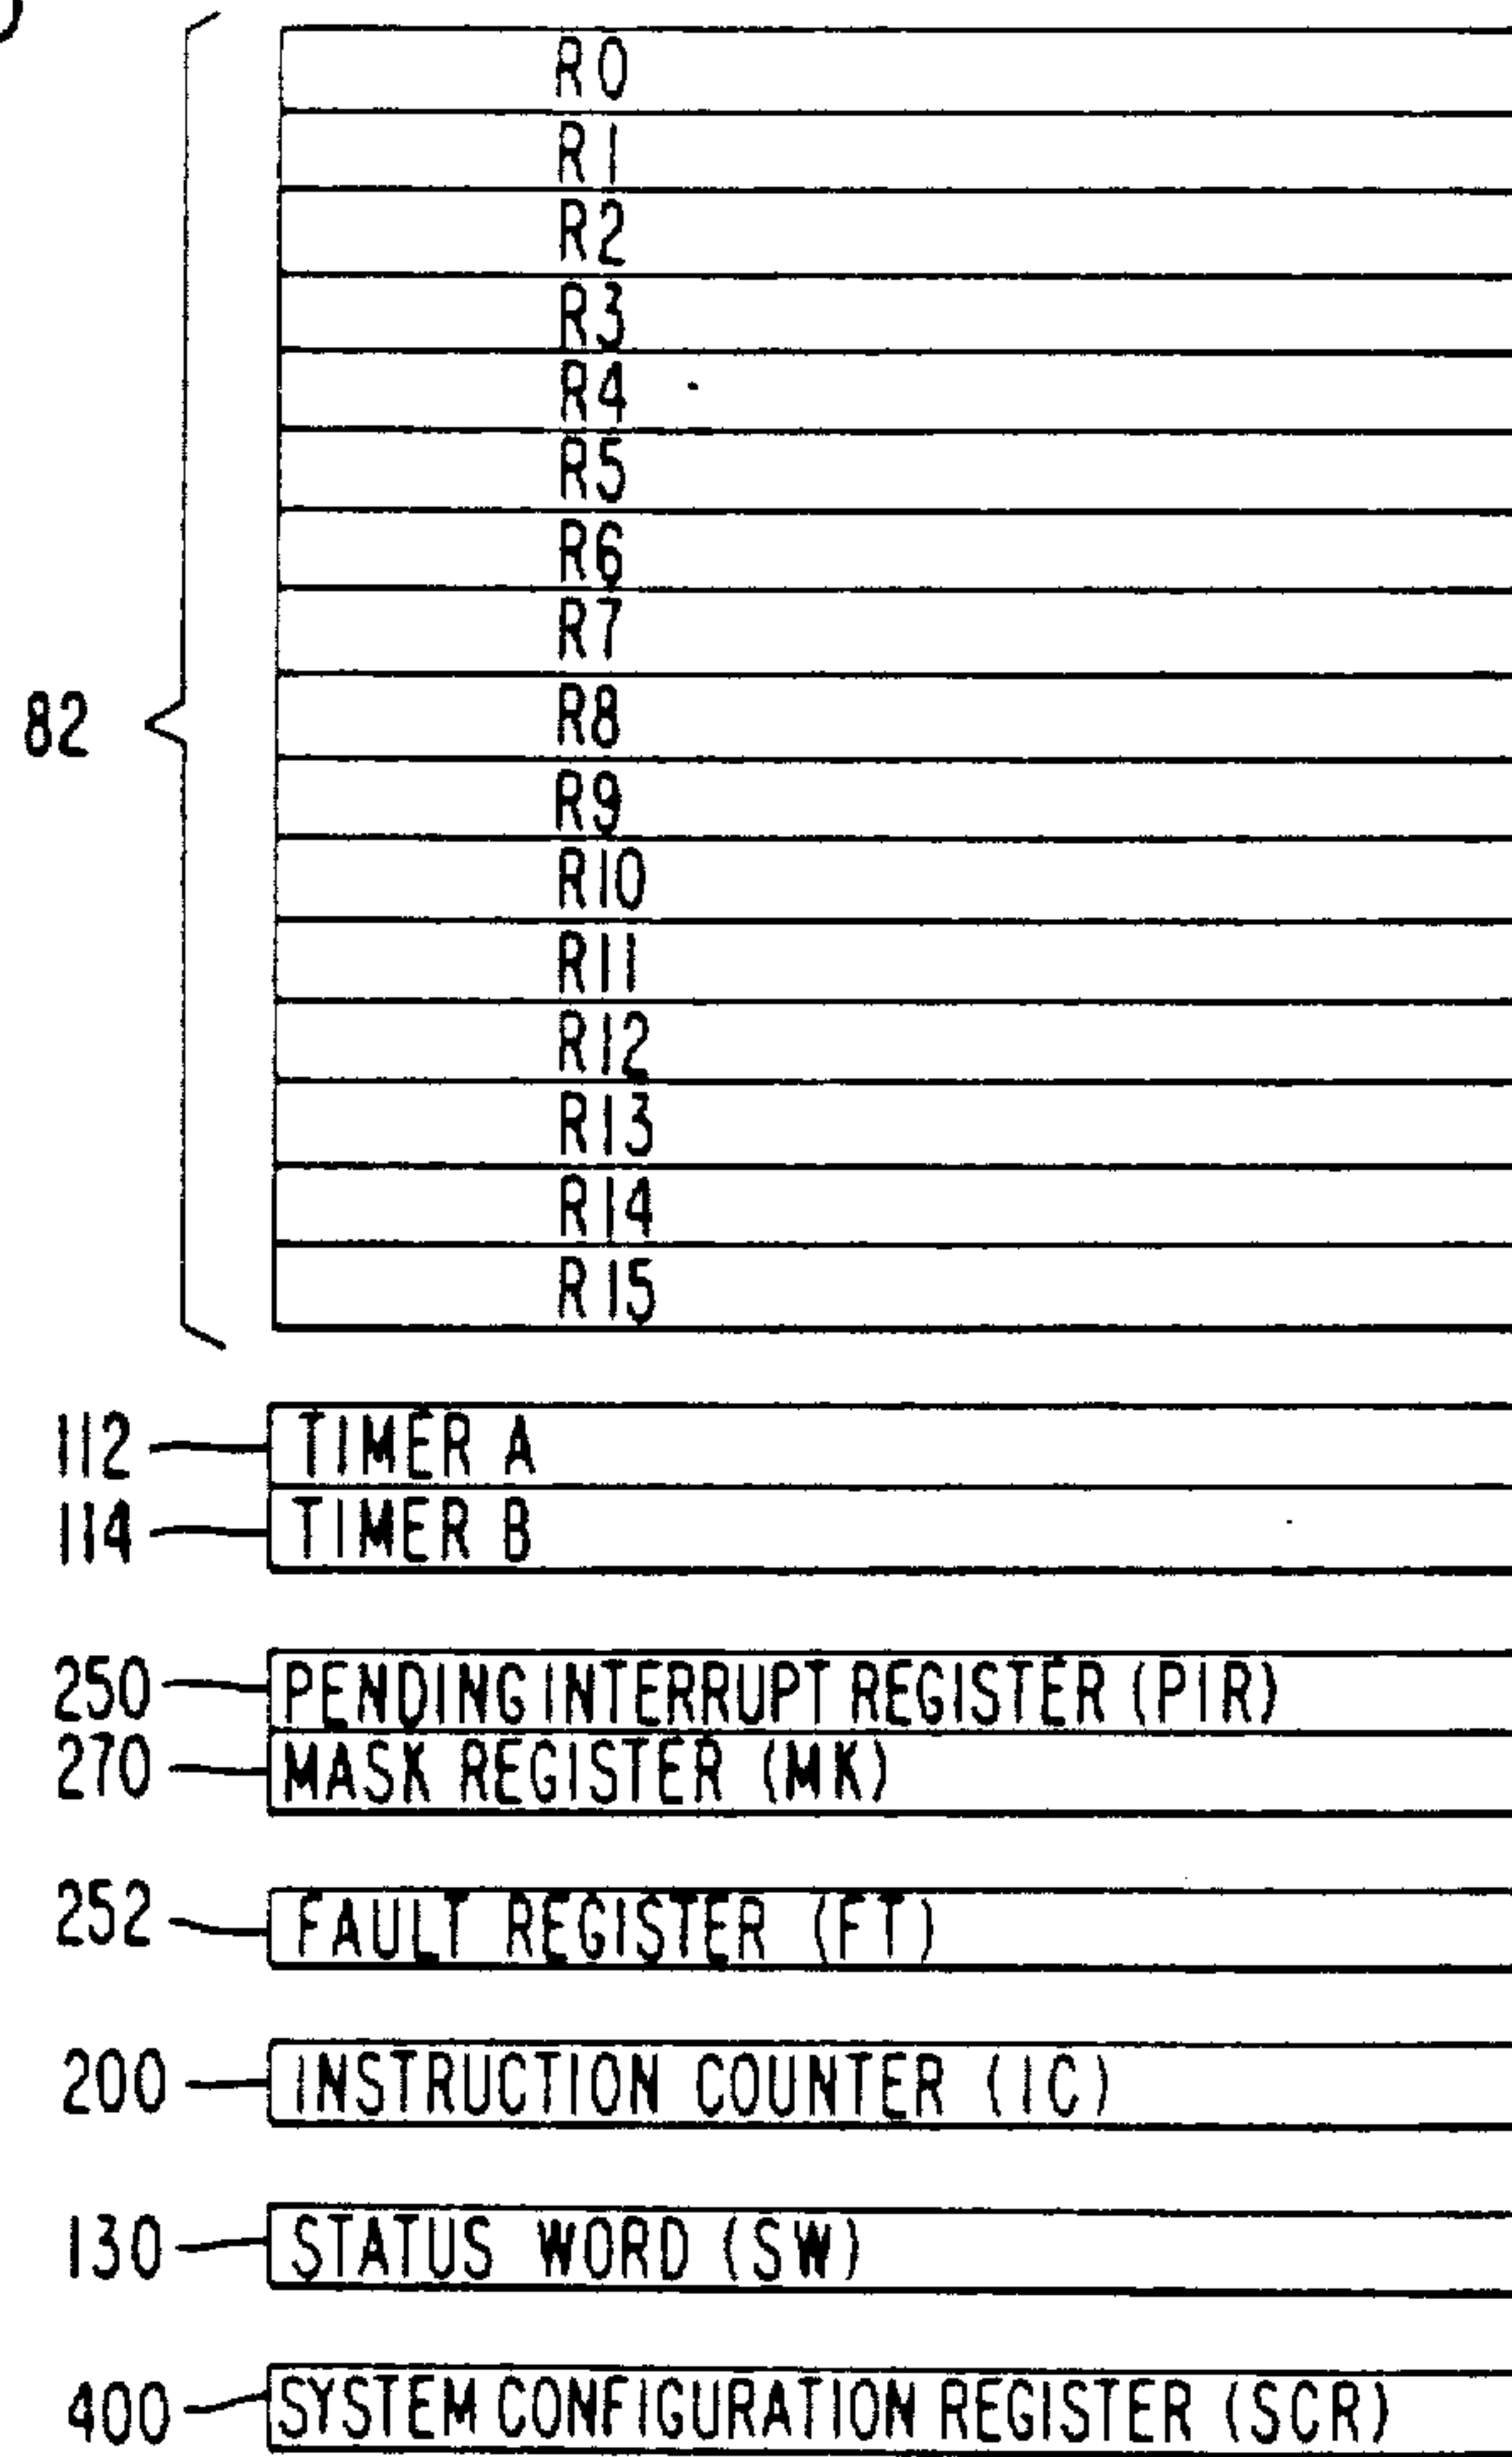 R0
R1
R2
R3
R4
R5
R6
R7
82
R8
R9
R10
R11
R12
R13
R14
R15
112 TIMER A
114 TIMER B
250 PENDING INTERRUPT REGISTER (PIR)
270 MASK REGISTER (MK)
252 FAULT REGISTER (FT)
200 INSTRUCTION COUNTER (IC)
130 STATUS WORD (SW)
400 SYSTEM CONFIGURATION REGISTER (SCR)